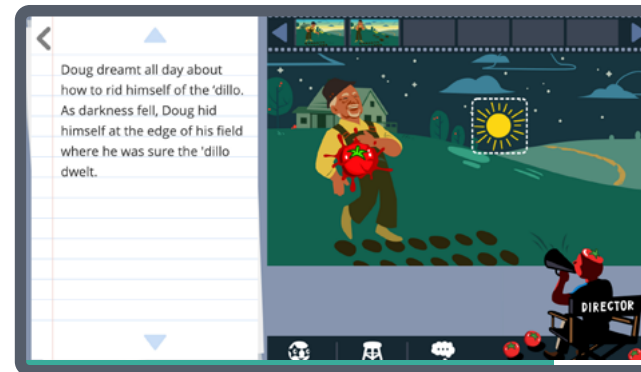 Doug dreamt all day about
how to rid himself of the ‘dillo.
As darkness fell, Doug hid
himself at the edge of his field
where he was sure the ‘dillo
dwelt.
DIRECTOR